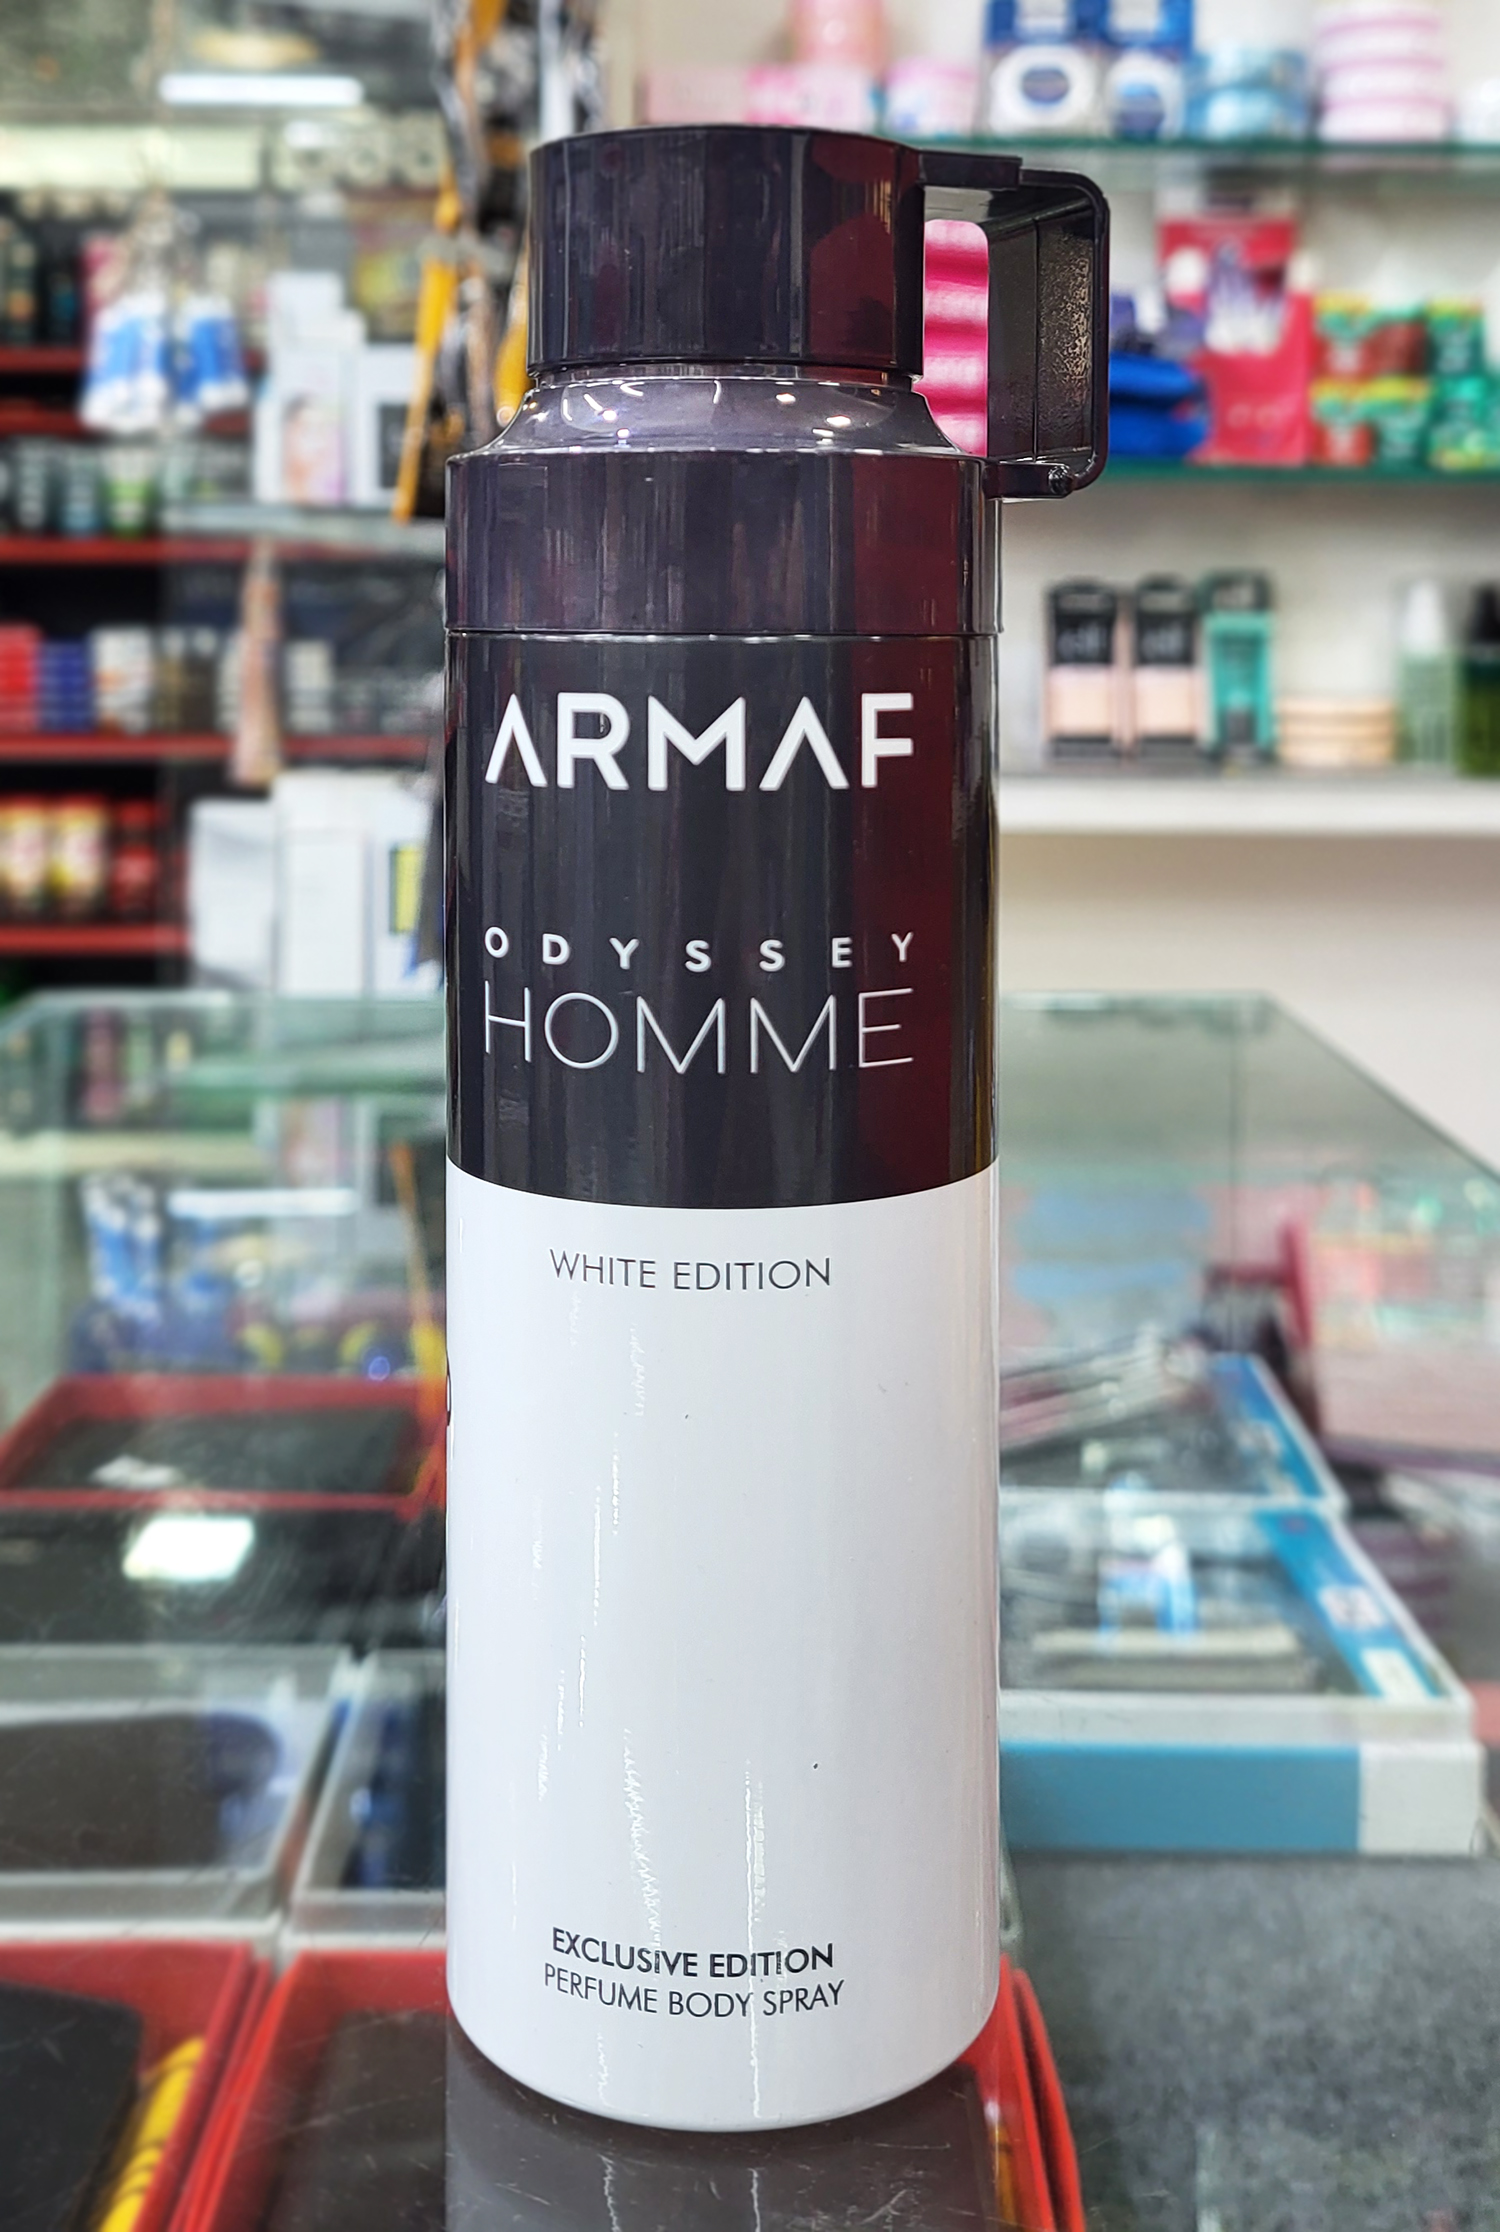 ARMAF
ODYSSEY
HOMME
WHITE EDITION
EXCLUSIVE EDITION
PERFUME BODY SPRAY